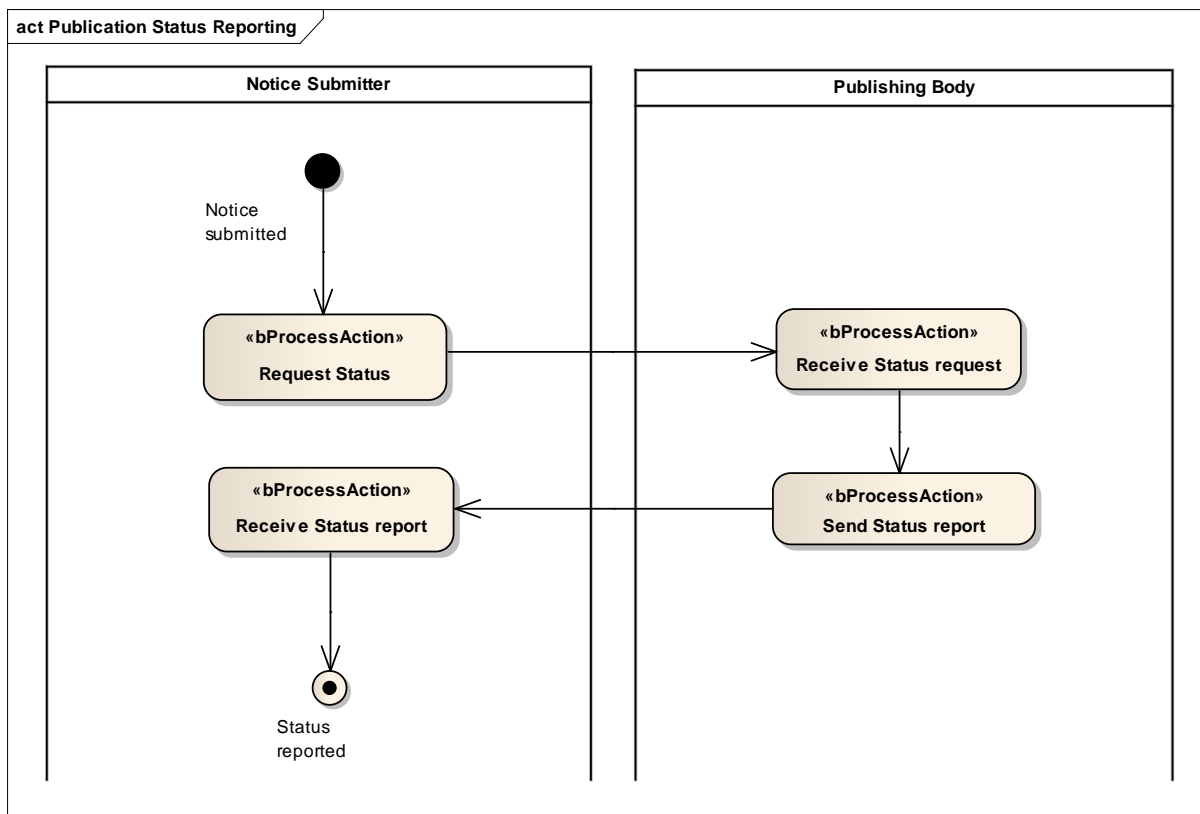 act Publication Status Reporting
Notice Submitter
Publishing Body
Notice
submitted
«bProcessAction»
Request Status
«bProcessAction»
Receive Status request
«bProcessAction»
Receive Status report
«bProcessAction»
Send Status report
Status
reported